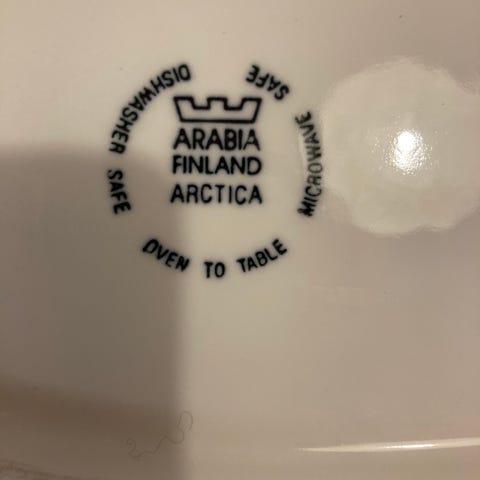 ARABIA
FINLAND
ARCTICA
DISHWASHER SAFE
OVEN TO TABLE
MICROWAVE SAFE